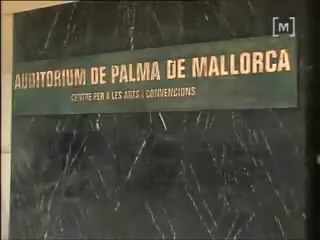 [M]
AUDITORIUM DE PALMA DE MALLORCA
CENTRE PER A LES ARTS I CONVENCIONS